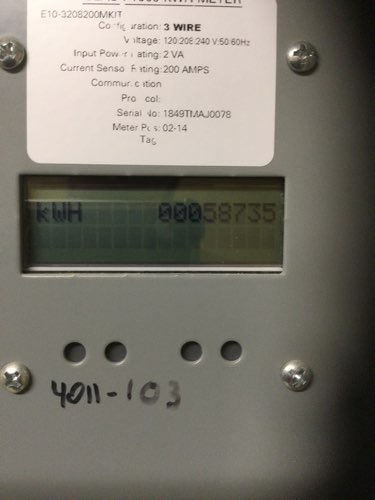 E10-3208200MKIT
Configuration: 3 WIRE
Voltage: 120;208;240 V;50;60Hz
Input Power Rating: 2 VA
Current Sensor Rating: 200 AMPS
Communication
Protocol:
Serial No: 1849TMAJ0078
Meter Pos: 02-14
Tag
kWH 00058735
4011-103